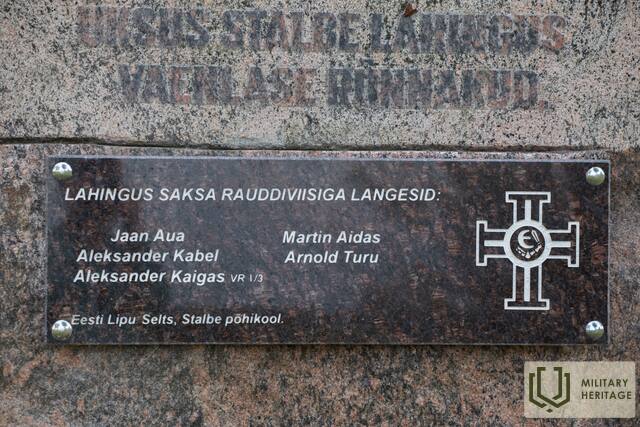 ÜKSUS STALBE LAHINGUS
VAENLASE RÜNNAKUD.
LAHINGUS SAKSA RAUDDIVIISIGA LANGESID:
Jaan Aua
Aleksander Kabel
Aleksander Kaigas VR I/3
Martin Aidas
Arnold Turu
Eesti Lipu Selts, Stalbe põhikool.
MILITARY
HERITAGE